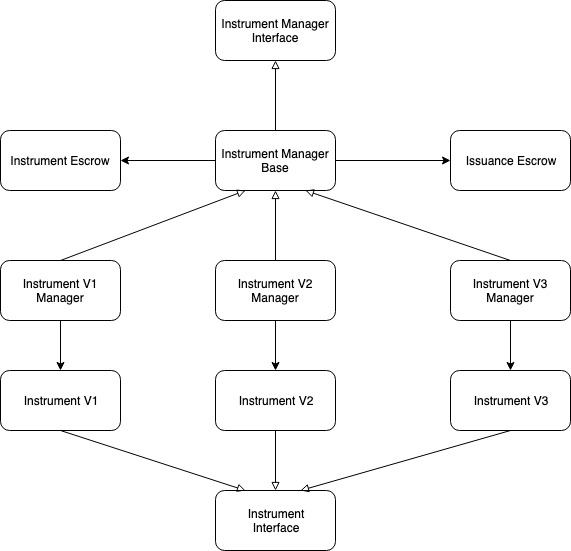 Instrument Manager
Interface
Instrument Escrow
Instrument Manager
Base
Issuance Escrow
Instrument V1
Manager
Instrument V2
Manager
Instrument V3
Manager
Instrument V1
Instrument V2
Instrument V3
Instrument
Interface